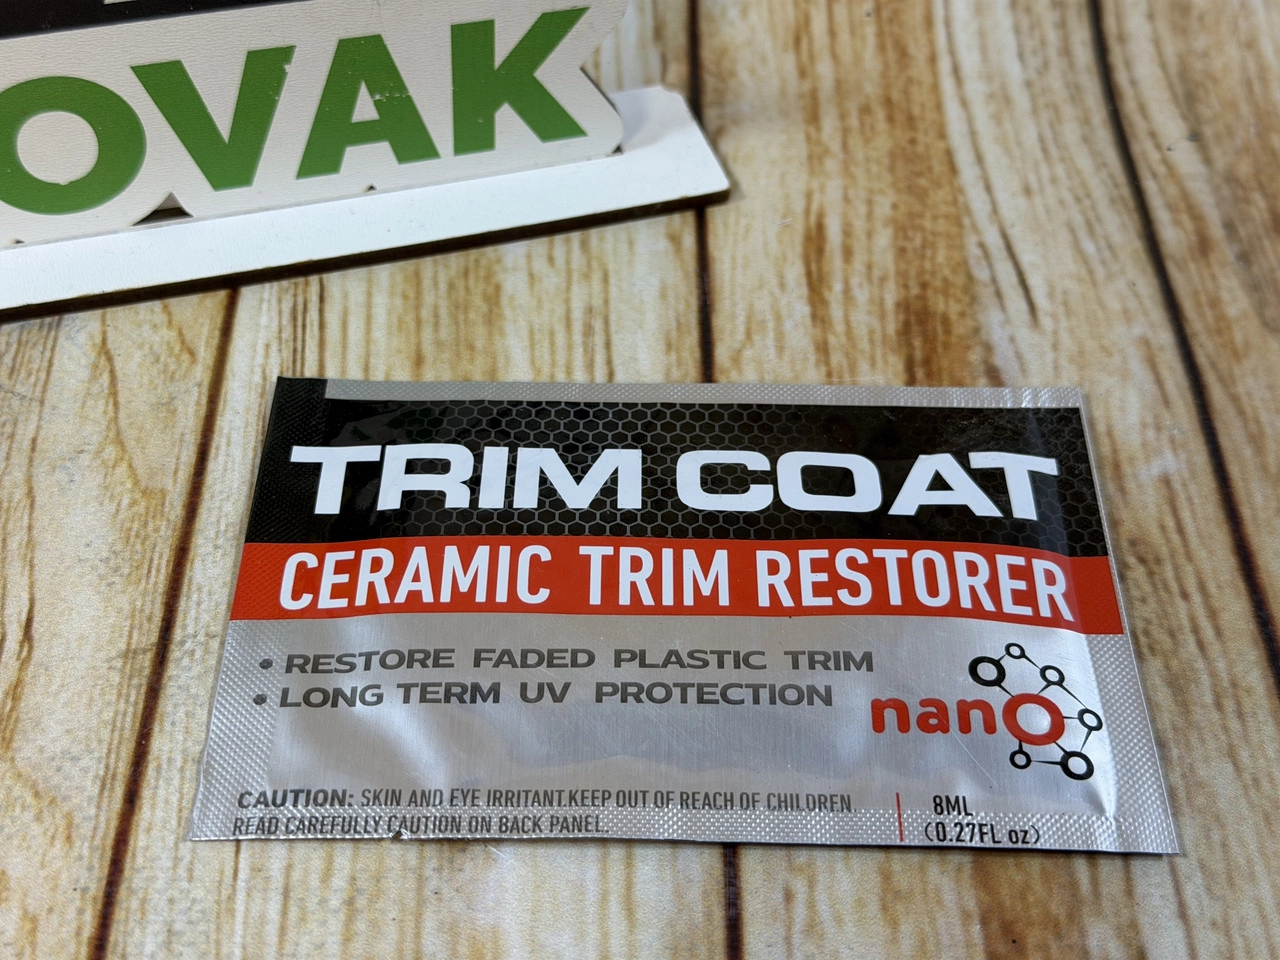 OVAK
TRIM COAT
CERAMIC TRIM RESTORER
• RESTORE FADED PLASTIC TRIM
• LONG TERM UV PROTECTION
nano
CAUTION: SKIN AND EYE IRRITANT.KEEP OUT OF REACH OF CHILDREN.
READ CAREFULLY CAUTION ON BACK PANEL.
8ML
(0.27FL oz)